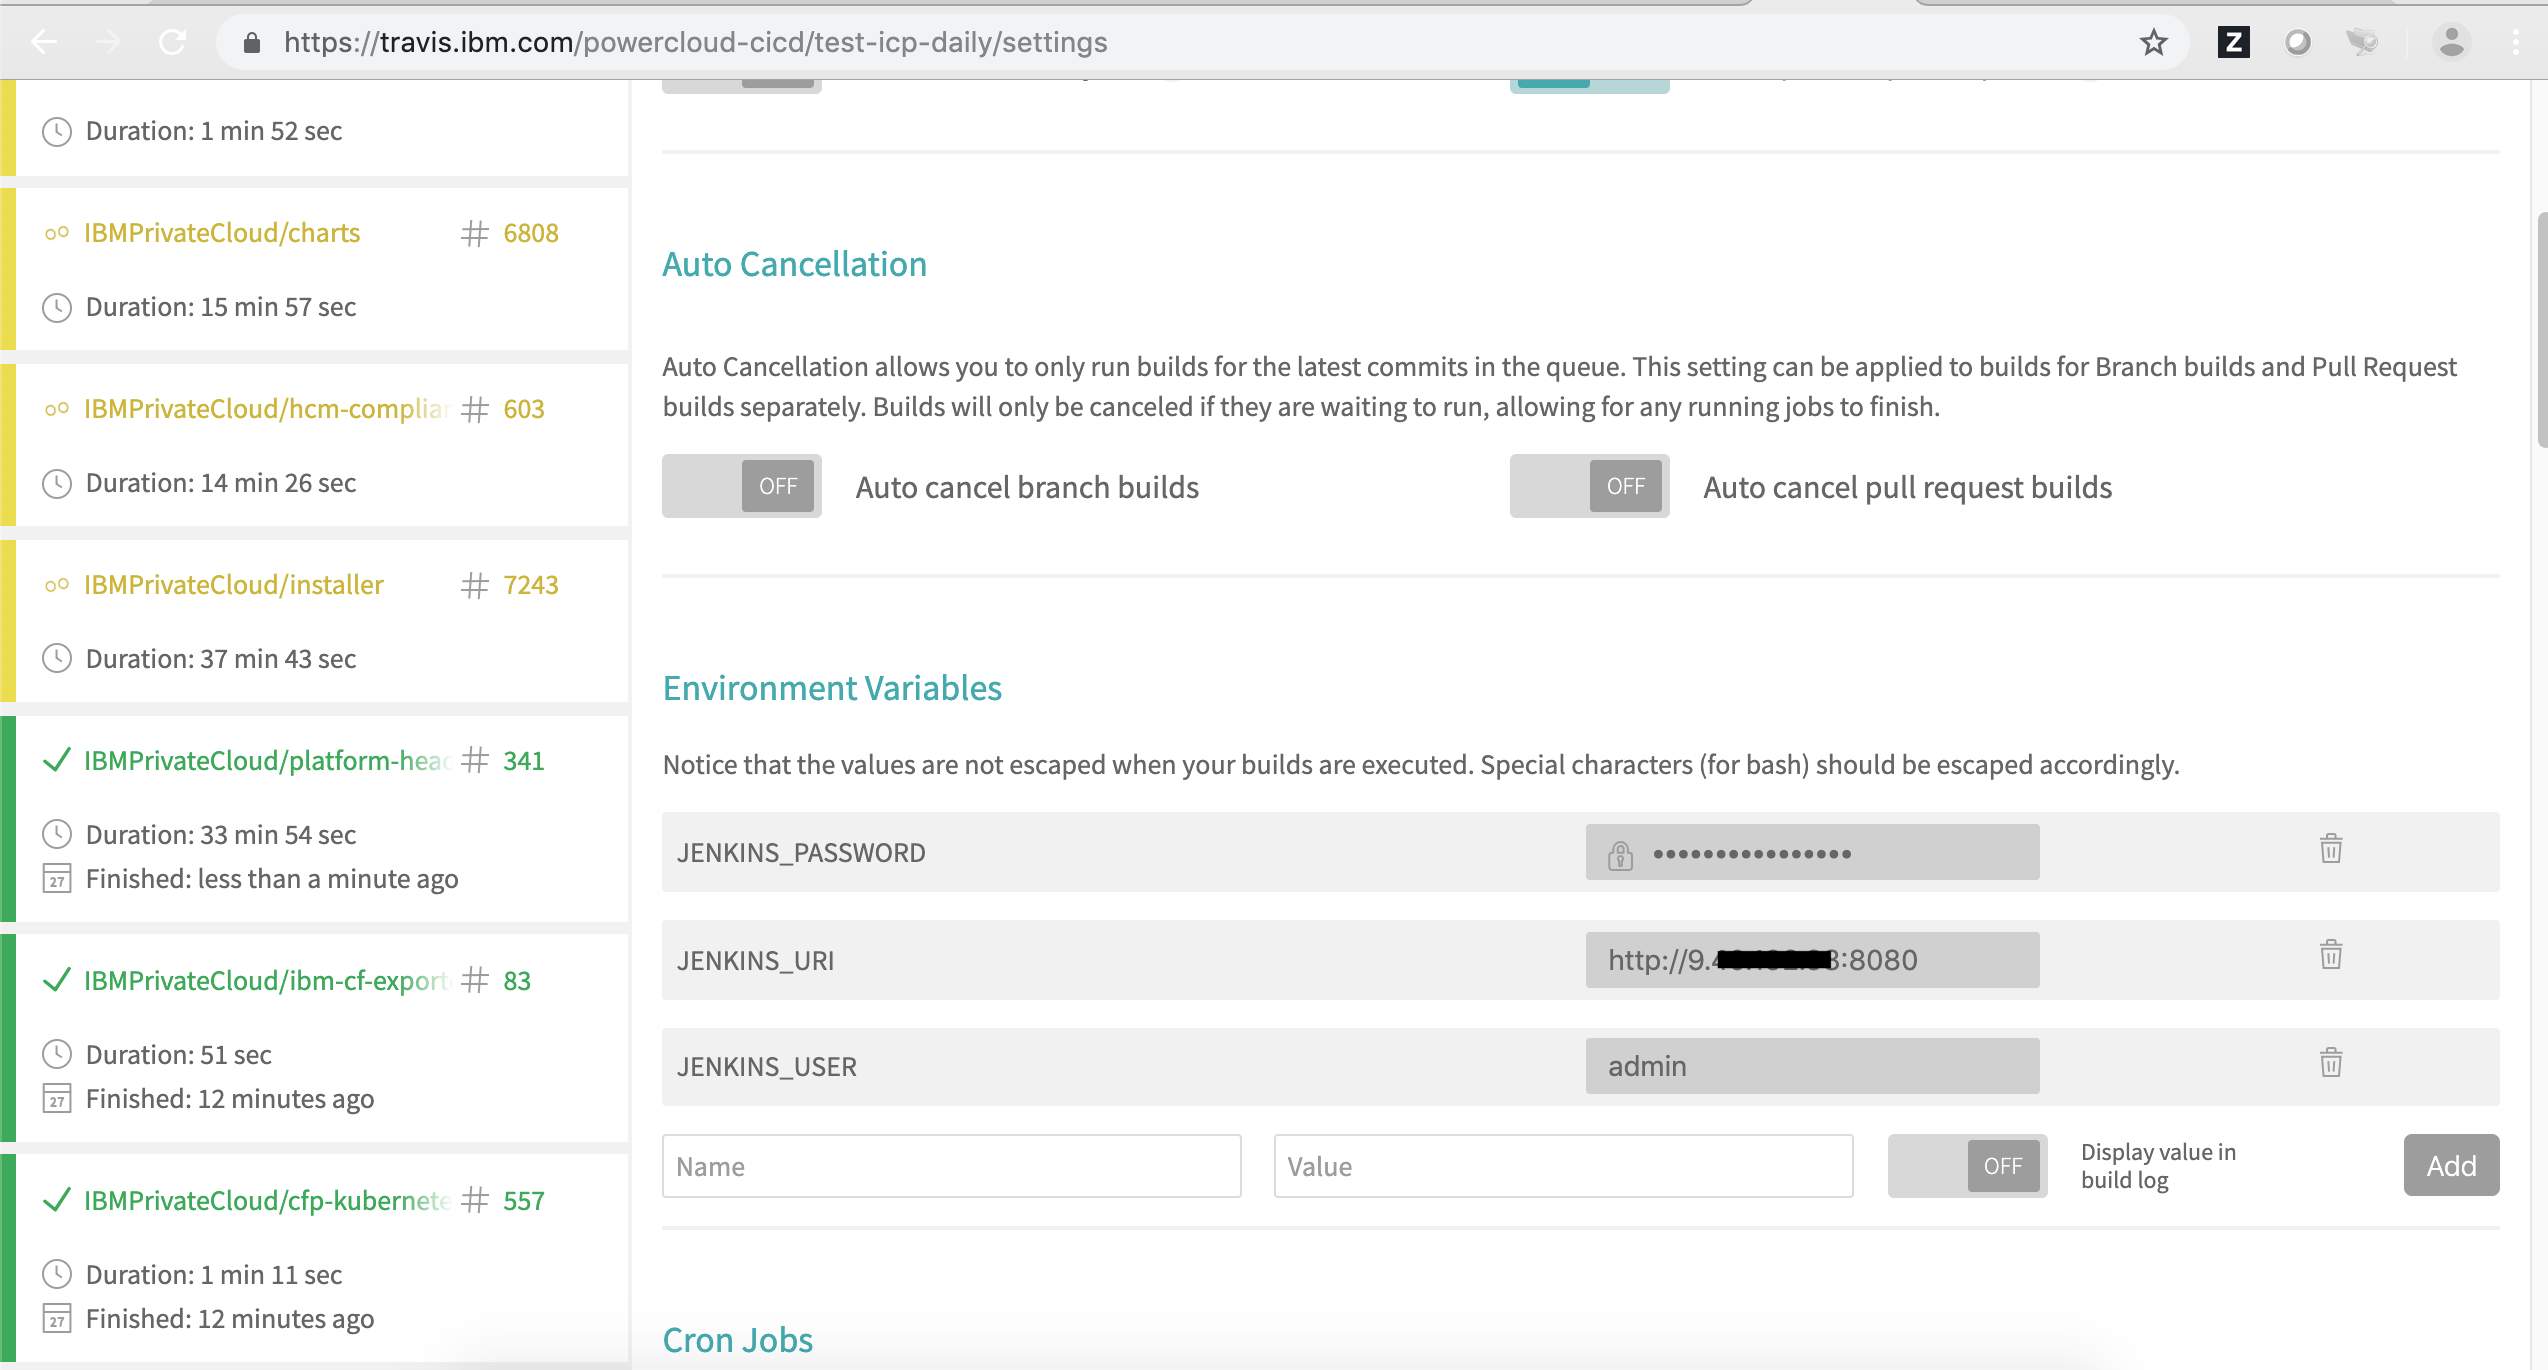 https://travis.ibm.com/powercloud-cicd/test-icp-daily/settings
Z
Duration: 1 min 52 sec
IBMPrivateCloud/charts # 6808
Duration: 15 min 57 sec
IBMPrivateCloud/hcm-complian # 603
Duration: 14 min 26 sec
IBMPrivateCloud/installer # 7243
Duration: 37 min 43 sec
IBMPrivateCloud/platform-heac # 341
Duration: 33 min 54 sec
27 Finished: less than a minute ago
IBMPrivateCloud/ibm-cf-exporte # 83
Duration: 51 sec
27 Finished: 12 minutes ago
IBMPrivateCloud/cfp-kubernete # 557
Duration: 1 min 11 sec
27 Finished: 12 minutes ago
Auto Cancellation
Auto Cancellation allows you to only run builds for the latest commits in the queue. This setting can be applied to builds for Branch builds and Pull Request
builds separately. Builds will only be canceled if they are waiting to run, allowing for any running jobs to finish.
OFF Auto cancel branch builds
OFF Auto cancel pull request builds
Environment Variables
Notice that the values are not escaped when your builds are executed. Special characters (for bash) should be escaped accordingly.
JENKINS_PASSWORD ••••••••••••••••
JENKINS_URI http://9. :8080
JENKINS_USER admin
Name Value OFF Display value in
build log
Add
Cron Jobs